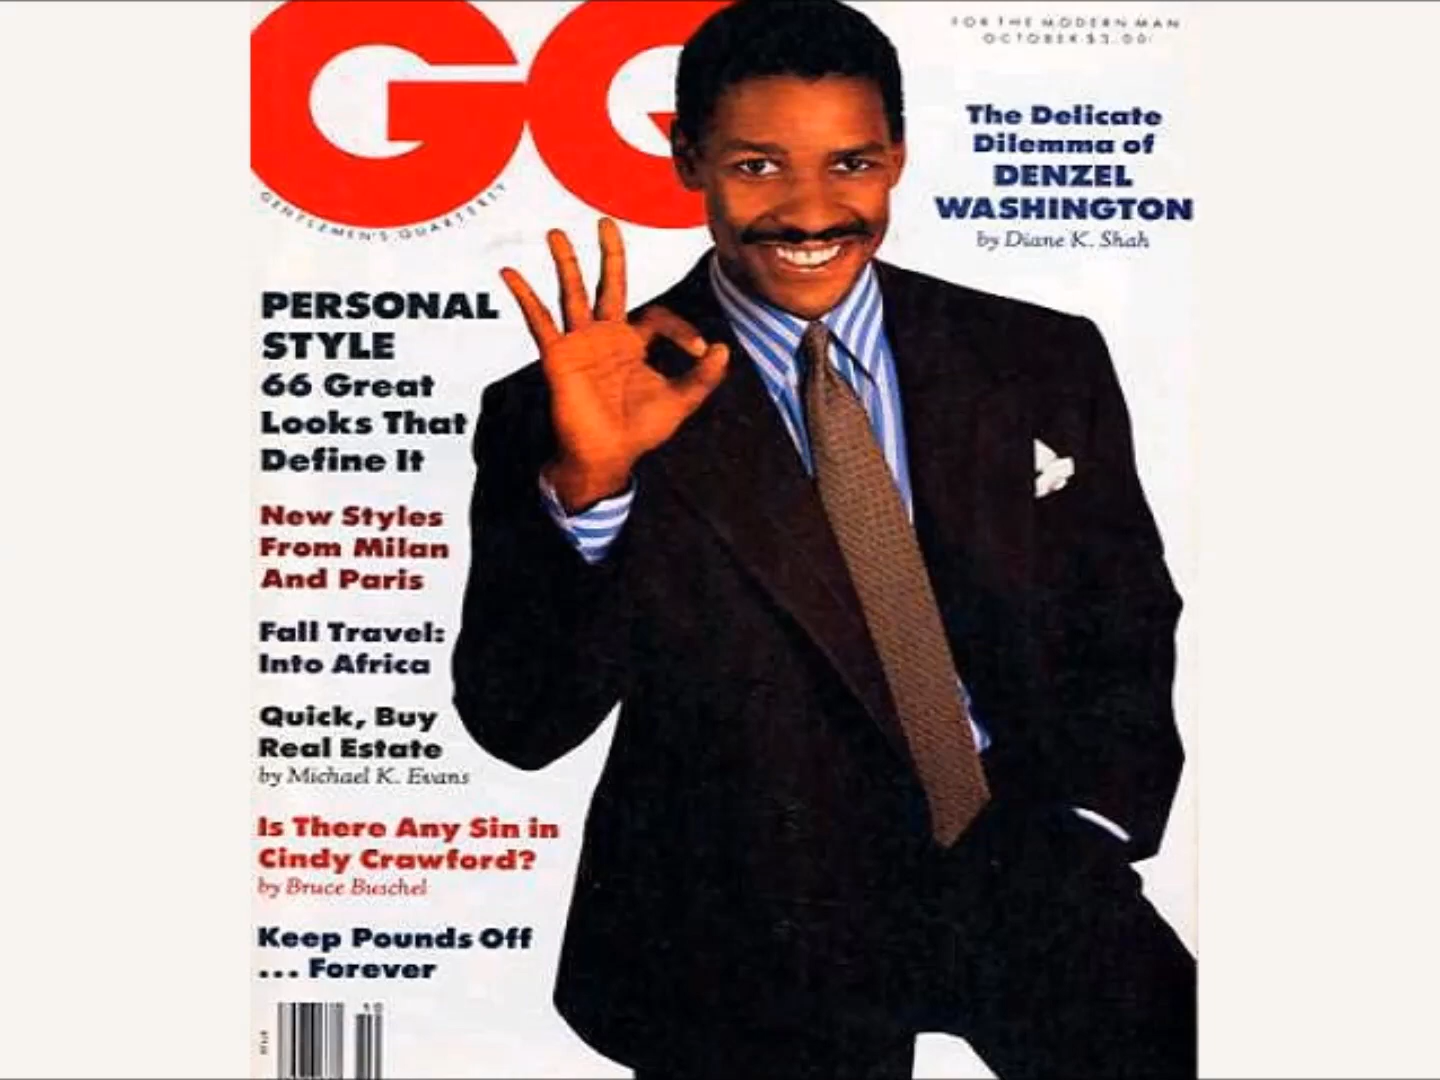 GQ
GENTLEMEN'S QUARTERLY
FOR THE MODERN MAN
OCTOBER $3.00
The Delicate
Dilemma of
DENZEL
WASHINGTON
by Diane K. Shah
PERSONAL
STYLE
66 Great
Looks That
Define It
New Styles
From Milan
And Paris
Fall Travel:
Into Africa
Quick, Buy
Real Estate
by Michael K. Evans
Is There Any Sin in
Cindy Crawford?
by Bruce Buschel
Keep Pounds Off
... Forever